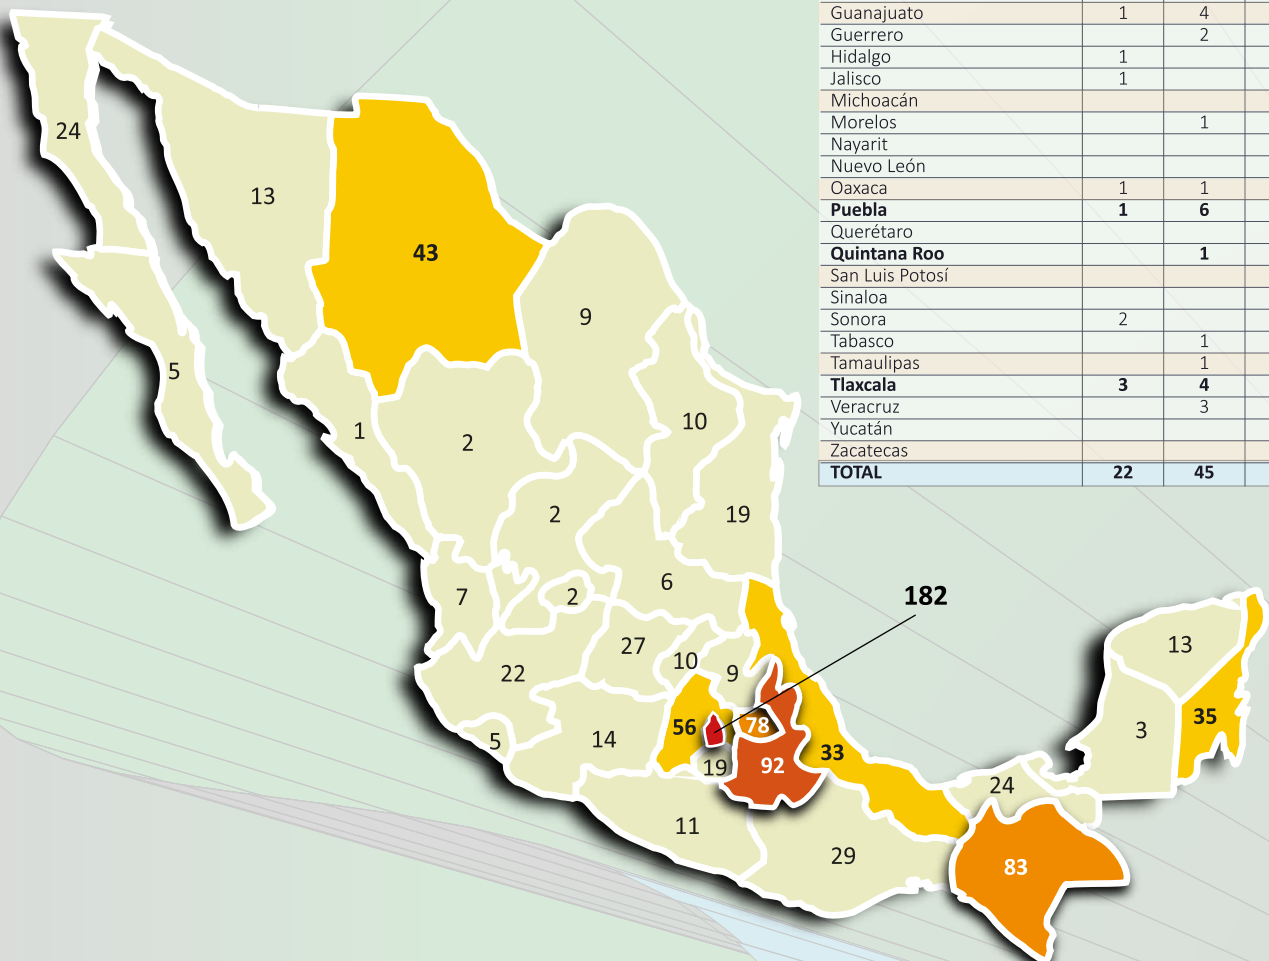 Guanajuato 1 4
Guerrero 2
Hidalgo 1
Jalisco 1
Michoacán
Morelos 1
Nayarit
Nuevo León
Oaxaca 1 1
Puebla 1 6
Querétaro
Quintana Roo 1
San Luis Potosí
Sinaloa
Sonora 2
Tabasco 1
Tamaulipas 1
Tlaxcala 3 4
Veracruz 3
Yucatán
Zacatecas
TOTAL 22 45
24
13
43
9
5
1
2
10
2
19
7
2
6
182
22
27
10
9
13
5
14
56
78
33
3
35
19
92
24
11
29
83